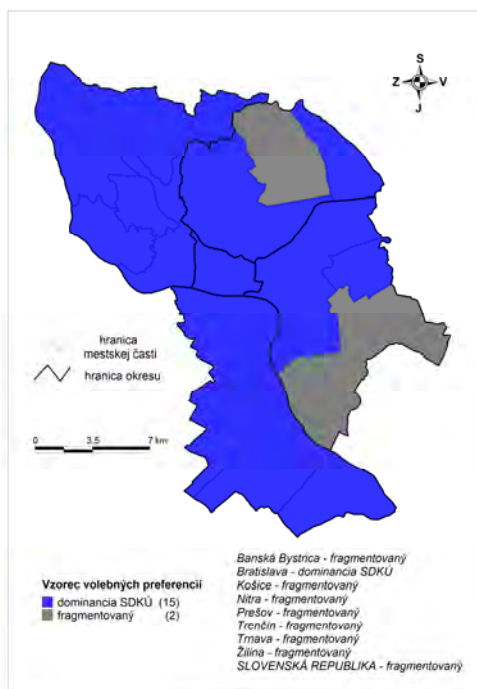 S
Z V
J
hranica
mestskej časti
hranica okresu
0 3.5 7 km
Vzorec volebných preferencií
dominancia SDKÚ (15)
fragmentovaný (2)
Banská Bystrica - fragmentovaný
Bratislava - dominancia SDKÚ
Košice - fragmentovaný
Nitra - fragmentovaný
Prešov - fragmentovaný
Trenčín - fragmentovaný
Trnava - fragmentovaný
Žilina - fragmentovaný
SLOVENSKÁ REPUBLIKA - fragmentovaný